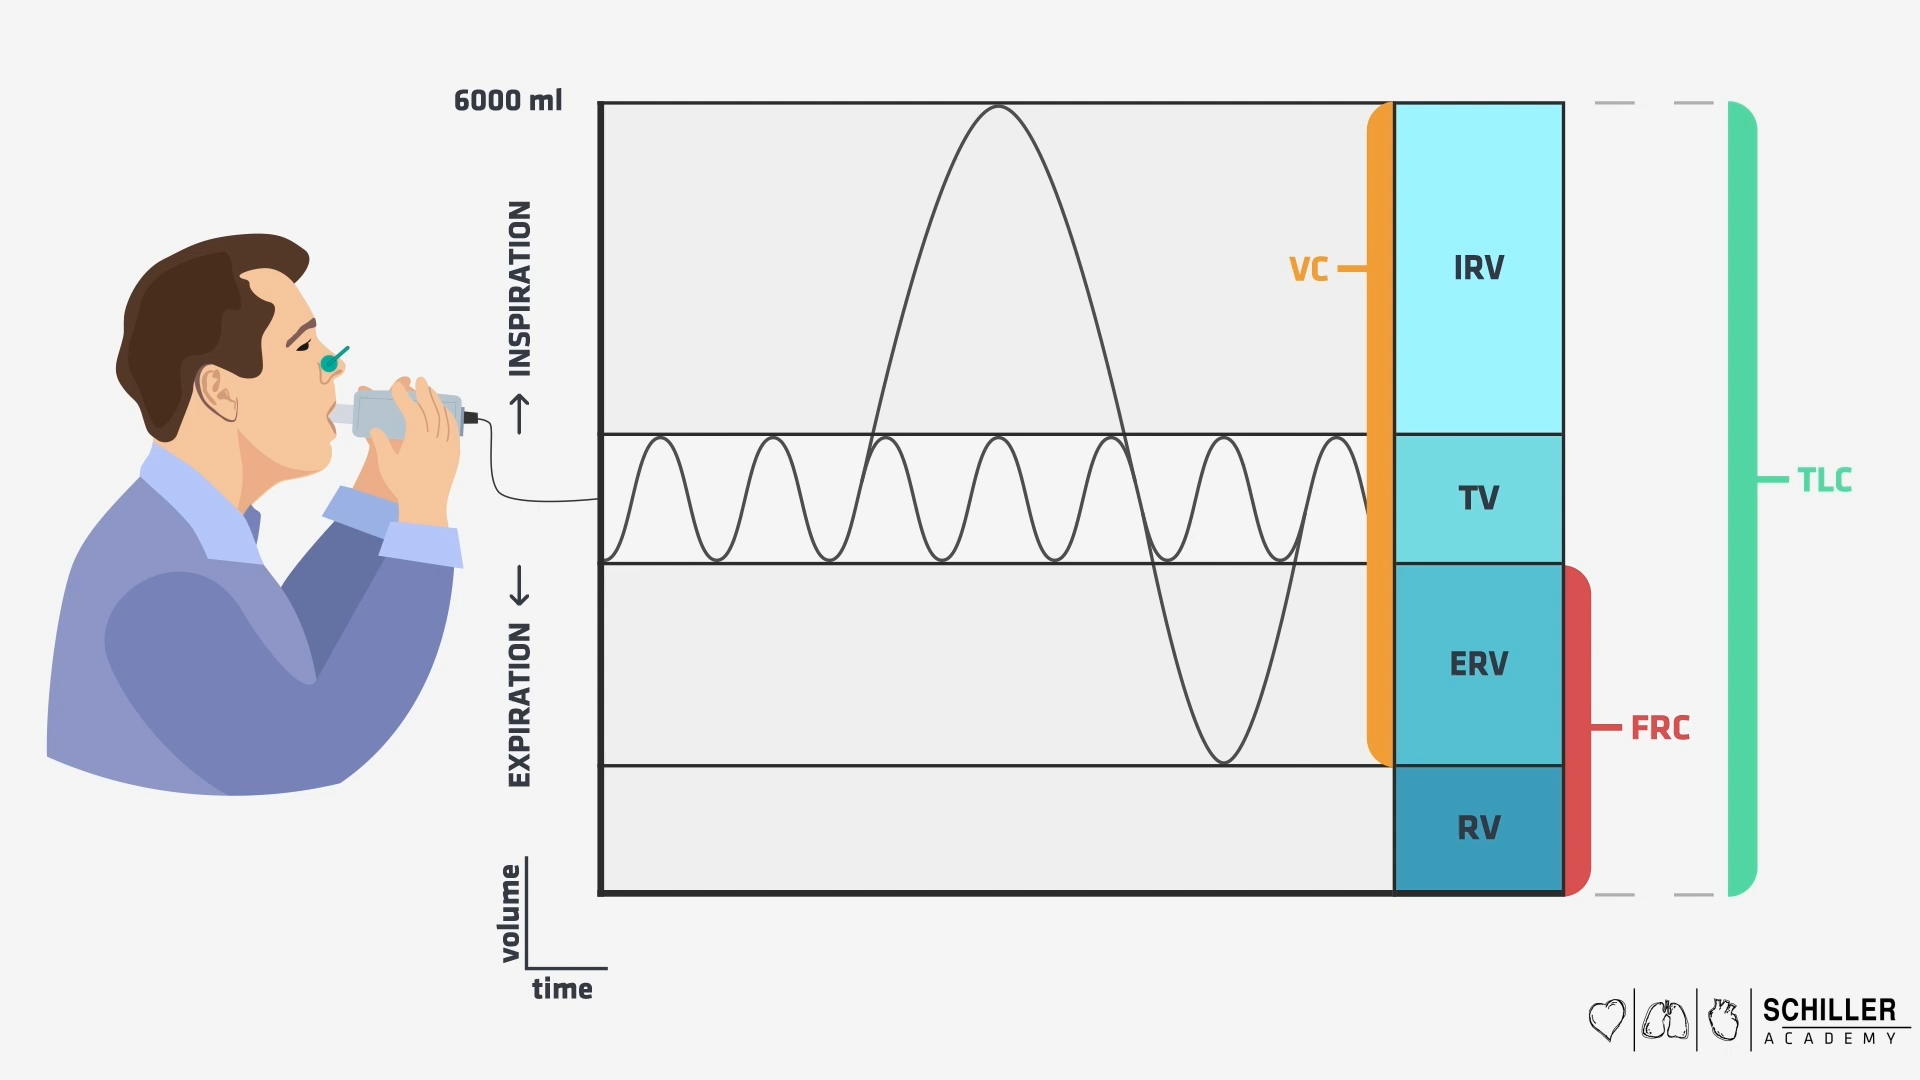 6000 ml
INSPIRATION
EXPIRATION
volume
time
VC
IRV
TV
ERV
RV
FRC
TLC
SCHILLER
ACADEMY